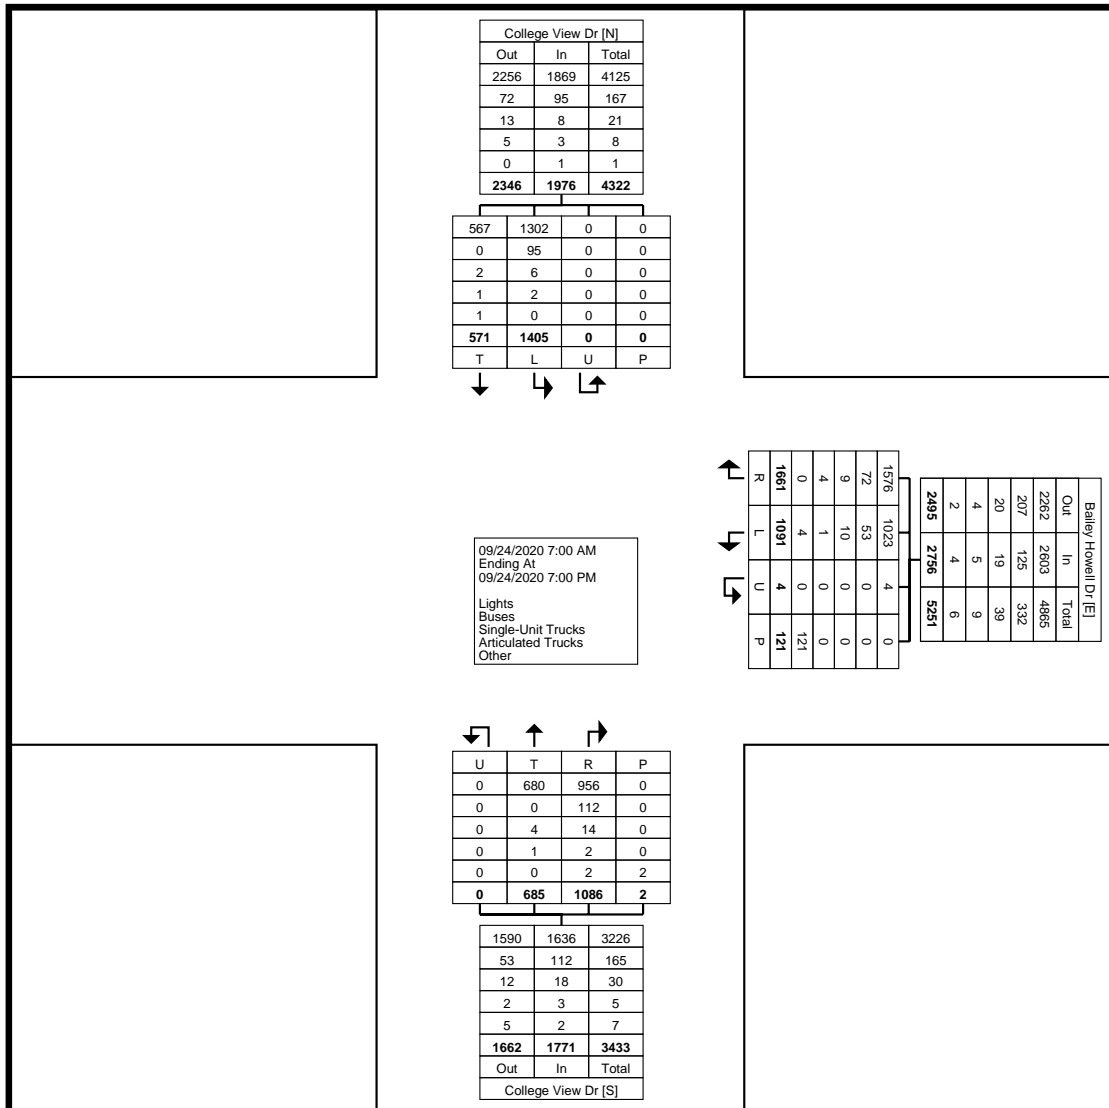 College View Dr [N]
Out In Total
2256 1869 4125
72 95 167
13 8 21
5 3 8
0 1 1
2346 1976 4322
567 1302 0 0
0 95 0 0
2 6 0 0
1 2 0 0
1 0 0 0
571 1405 0 0
T L U P
Bailey Howell Dr [E]
Out In Total
2262 2603 4865
207 125 332
20 19 39
4 5 9
2 4 6
2495 2756 5251
1576 1023 4 0
72 53 0 0
9 10 0 0
4 1 0 0
0 4 0 121
1661 1091 4 121
R L U P
09/24/2020 7:00 AM
Ending At
09/24/2020 7:00 PM
Lights
Buses
Single-Unit Trucks
Articulated Trucks
Other
U T R P
0 680 956 0
0 0 112 0
0 4 14 0
0 1 2 0
0 0 2 2
0 685 1086 2
1590 1636 3226
53 112 165
12 18 30
2 3 5
5 2 7
1662 1771 3433
Out In Total
College View Dr [S]